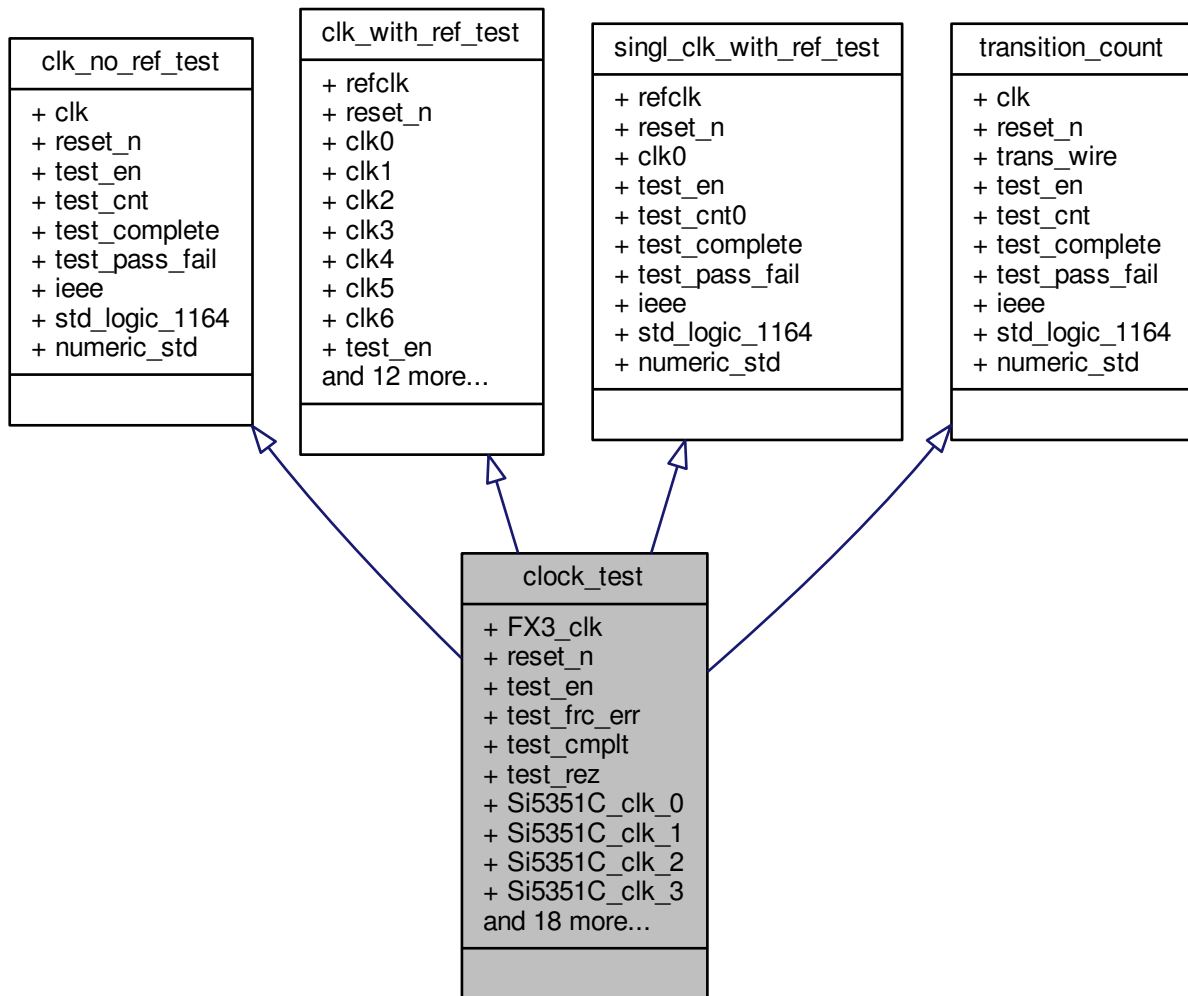 clk_no_ref_test
+ clk
+ reset_n
+ test_en
+ test_cnt
+ test_complete
+ test_pass_fail
+ ieee
+ std_logic_1164
+ numeric_std
clk_with_ref_test
+ refclk
+ reset_n
+ clk0
+ clk1
+ clk2
+ clk3
+ clk4
+ clk5
+ clk6
+ test_en
and 12 more...
singl_clk_with_ref_test
+ refclk
+ reset_n
+ clk0
+ test_en
+ test_cnt0
+ test_complete
+ test_pass_fail
+ ieee
+ std_logic_1164
+ numeric_std
transition_count
+ clk
+ reset_n
+ trans_wire
+ test_en
+ test_cnt
+ test_complete
+ test_pass_fail
+ ieee
+ std_logic_1164
+ numeric_std
clock_test
+ FX3_clk
+ reset_n
+ test_en
+ test_frc_err
+ test_cmplt
+ test_rez
+ Si5351C_clk_0
+ Si5351C_clk_1
+ Si5351C_clk_2
+ Si5351C_clk_3
and 18 more...